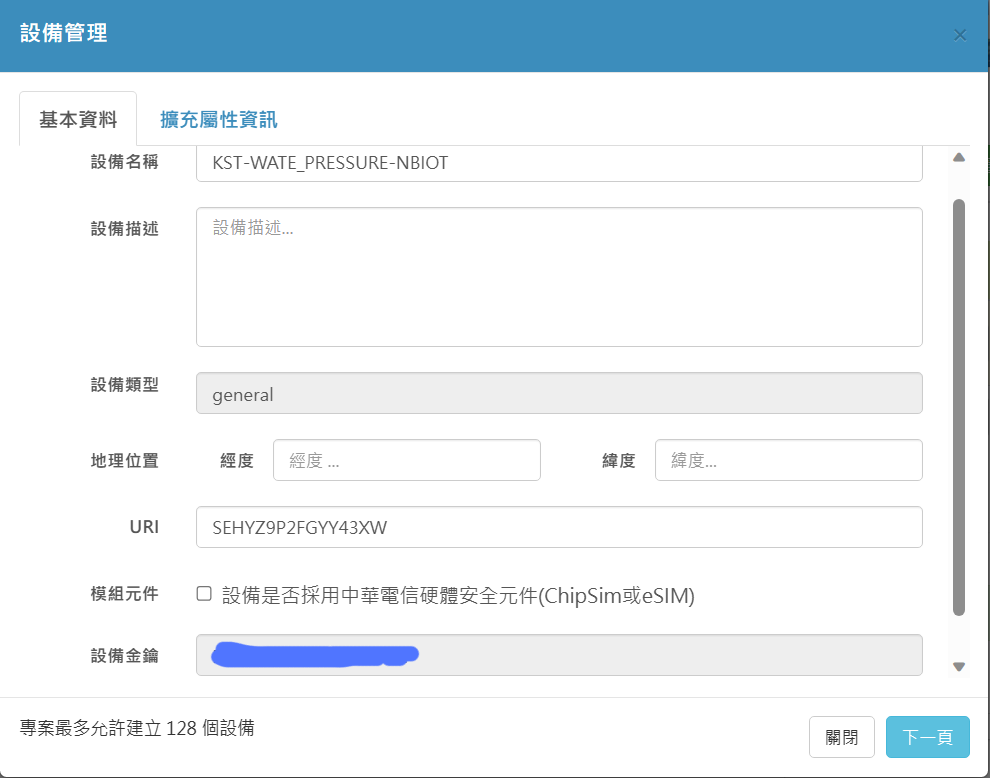 設備管理
×
基本資料
擴充屬性資訊
設備名稱
KST-WATE_PRESSURE-NBIOT
設備描述
設備描述...
設備類型
general
地理位置
經度
經度 ...
緯度
緯度...
URI
SEHYZ9P2FGYY43XW
模組元件
設備是否採用中華電信硬體安全元件(ChipSim或eSIM)
設備金鑰
專案最多允許建立 128 個設備
關閉
下一頁